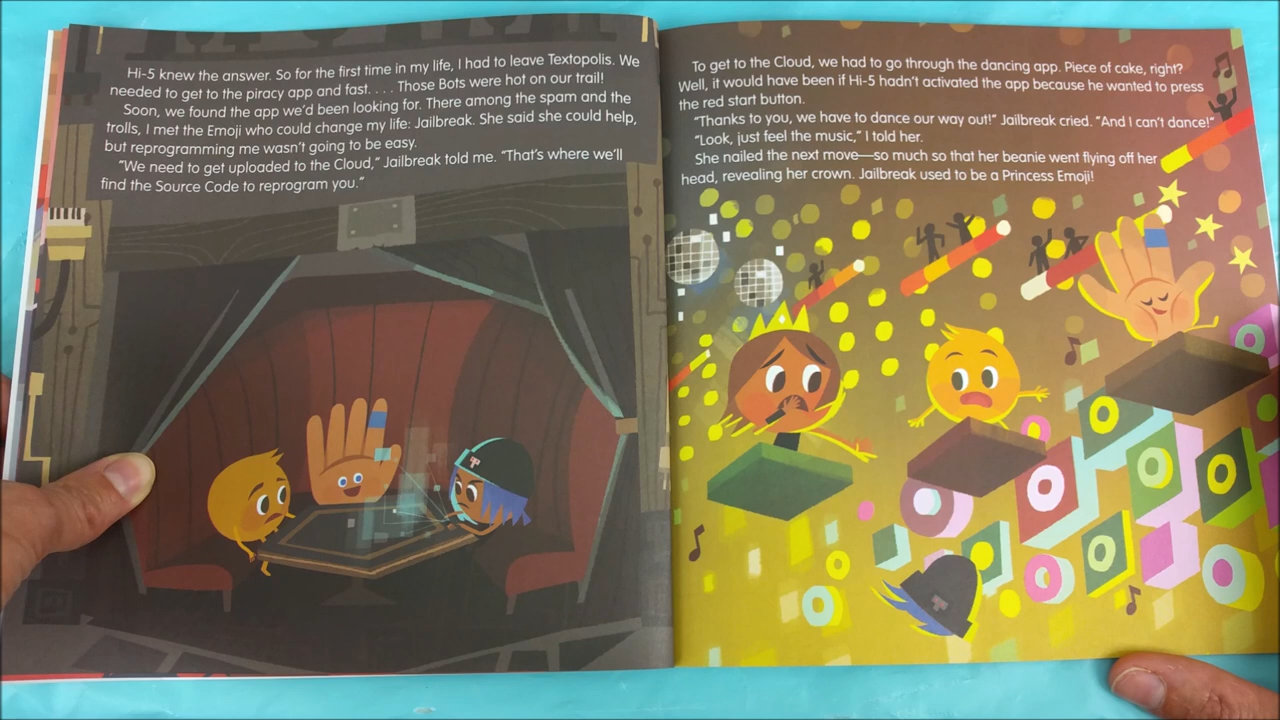 Hi-5 knew the answer. So for the first time in my life, I had to leave Textopolis. We
needed to get to the piracy app and fast. . . . Those Bots were hot on our trail!
Soon, we found the app we'd been looking for. There among the spam and the
trolls, I met the Emoji who could change my life: Jailbreak. She said she could help,
but reprogramming me wasn't going to be easy.
"We need to get uploaded to the Cloud," Jailbreak told me. "That's where we'll
find the Source Code to reprogram you."
To get to the Cloud, we had to go through the dancing app. Piece of cake, right?
Well, it would have been if Hi-5 hadn't activated the app because he wanted to press
the red start button.
"Thanks to you, we have to dance our way out!" Jailbreak cried. "And I can't dance!"
"Look, just feel the music," I told her.
She nailed the next move—so much so that her beanie went flying off her
head, revealing her crown. Jailbreak used to be a Princess Emoji!